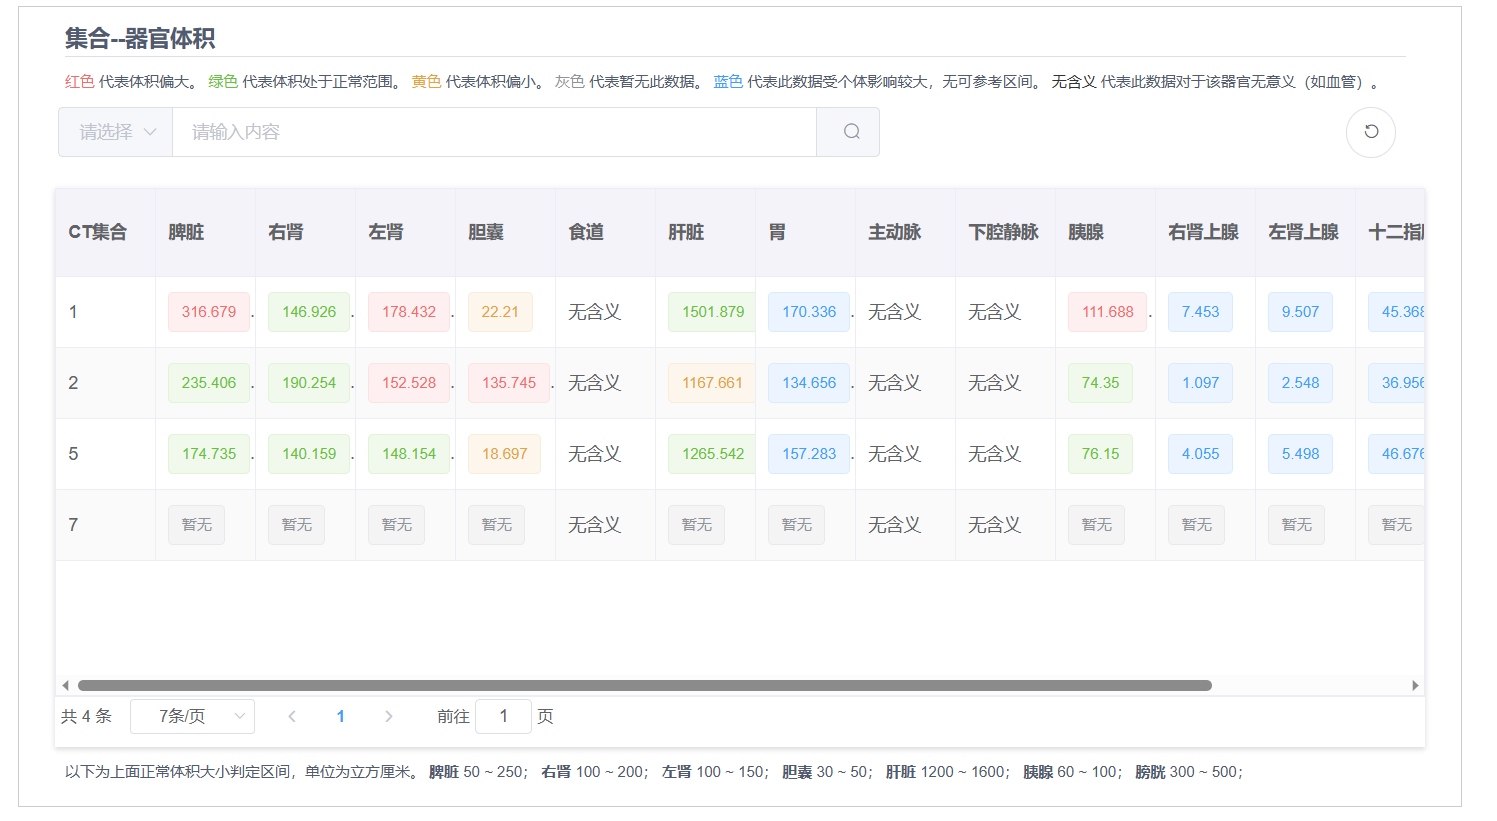 集合--器官体积
红色 代表体积偏大。 绿色 代表体积处于正常范围。 黄色 代表体积偏小。 灰色 代表暂无此数据。 蓝色 代表此数据受个体影响较大，无可参考区间。 无含义 代表此数据对于该器官无意义（如血管）。
请选择 请输入内容
CT集合 脾脏 右肾 左肾 胆囊 食道 肝脏 胃 主动脉 下腔静脉 胰腺 右肾上腺 左肾上腺 十二指
1 316.679 . 146.926 . 178.432 . 22.21 无含义 1501.879 170.336 . 无含义 无含义 111.688 . 7.453 9.507 45.368
2 235.406 . 190.254 . 152.528 . 135.745 . 无含义 1167.661 134.656 . 无含义 无含义 74.35 1.097 2.548 36.956
5 174.735 . 140.159 . 148.154 . 18.697 无含义 1265.542 157.283 . 无含义 无含义 76.15 4.055 5.498 46.676
7 暂无 暂无 暂无 暂无 无含义 暂无 暂无 无含义 无含义 暂无 暂无 暂无 暂无
共 4 条 7条/页 1 前往 1 页
以下为上面正常体积大小判定区间，单位为立方厘米。 脾脏 50 ~ 250； 右肾 100 ~ 200； 左肾 100 ~ 150； 胆囊 30 ~ 50； 肝脏 1200 ~ 1600； 胰腺 60 ~ 100； 膀胱 300 ~ 500；